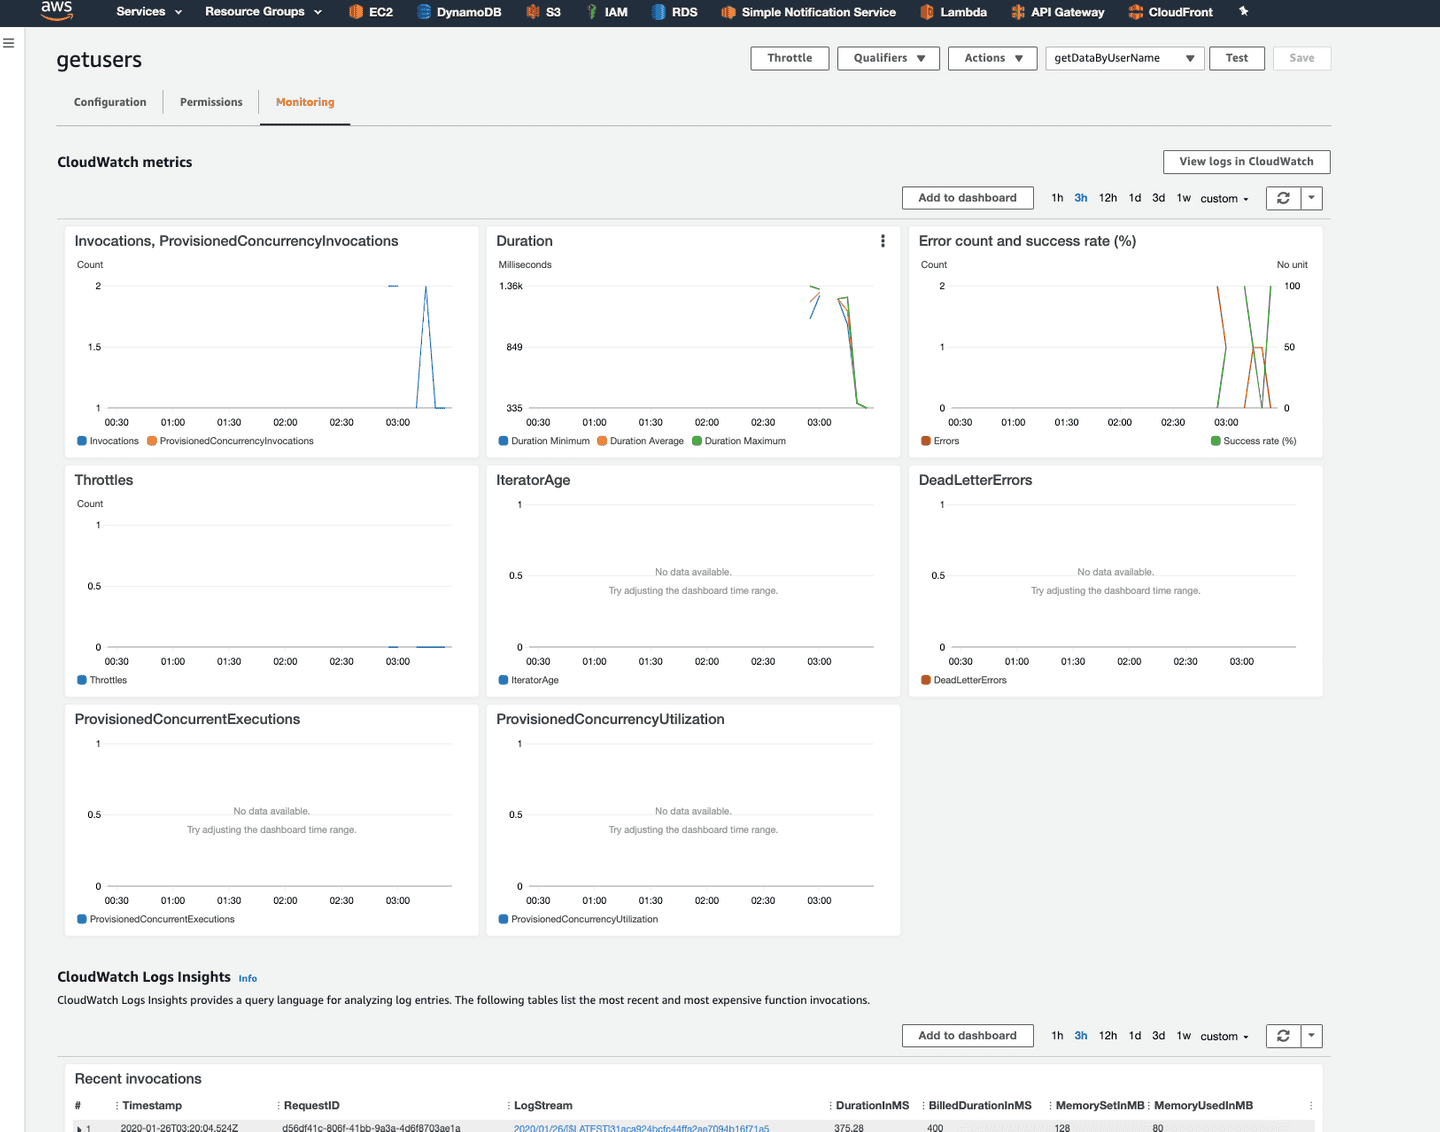 aws Services Resource Groups EC2 DynamoDB S3 IAM RDS Simple Notification Service Lambda API Gateway CloudFront
getusers Throttle Qualifiers Actions getDataByUserName Test Save
Configuration Permissions Monitoring
CloudWatch metrics View logs in CloudWatch
Add to dashboard 1h 3h 12h 1d 3d 1w custom
Invocations, ProvisionedConcurrencyInvocations
Count
2
1.5
1
00:30 01:00 01:30 02:00 02:30 03:00
Invocations ProvisionedConcurrencyInvocations
Duration
Milliseconds
1.36k
849
335
00:30 01:00 01:30 02:00 02:30 03:00
Duration Minimum Duration Average Duration Maximum
Error count and success rate (%)
Count No unit
2 100
1 50
0 0
00:30 01:00 01:30 02:00 02:30 03:00
Errors Success rate (%)
Throttles
Count
1
0.5
0
00:30 01:00 01:30 02:00 02:30 03:00
Throttles
IteratorAge
1
No data available.
0.5
Try adjusting the dashboard time range.
0
00:30 01:00 01:30 02:00 02:30 03:00
IteratorAge
DeadLetterErrors
1
No data available.
0.5
Try adjusting the dashboard time range.
0
00:30 01:00 01:30 02:00 02:30 03:00
DeadLetterErrors
ProvisionedConcurrentExecutions
1
No data available.
0.5
Try adjusting the dashboard time range.
0
00:30 01:00 01:30 02:00 02:30 03:00
ProvisionedConcurrentExecutions
ProvisionedConcurrencyUtilization
1
No data available.
0.5
Try adjusting the dashboard time range.
0
00:30 01:00 01:30 02:00 02:30 03:00
ProvisionedConcurrencyUtilization
CloudWatch Logs Insights Info
CloudWatch Logs Insights provides a query language for analyzing log entries. The following tables list the most recent and most expensive function invocations.
Add to dashboard 1h 3h 12h 1d 3d 1w custom
Recent invocations
# Timestamp RequestID LogStream DurationInMS BilledDurationInMS MemorySetInMB MemoryUsedInMB
1 2020-01-26T03:20:04.524Z d56df41c-806f-41bb-9a3a-4d6f8703ae1a 2020/01/26/[$LATEST]31aca924bcfc44ffa2ae7094b16f71a5 375.28 400 128 80